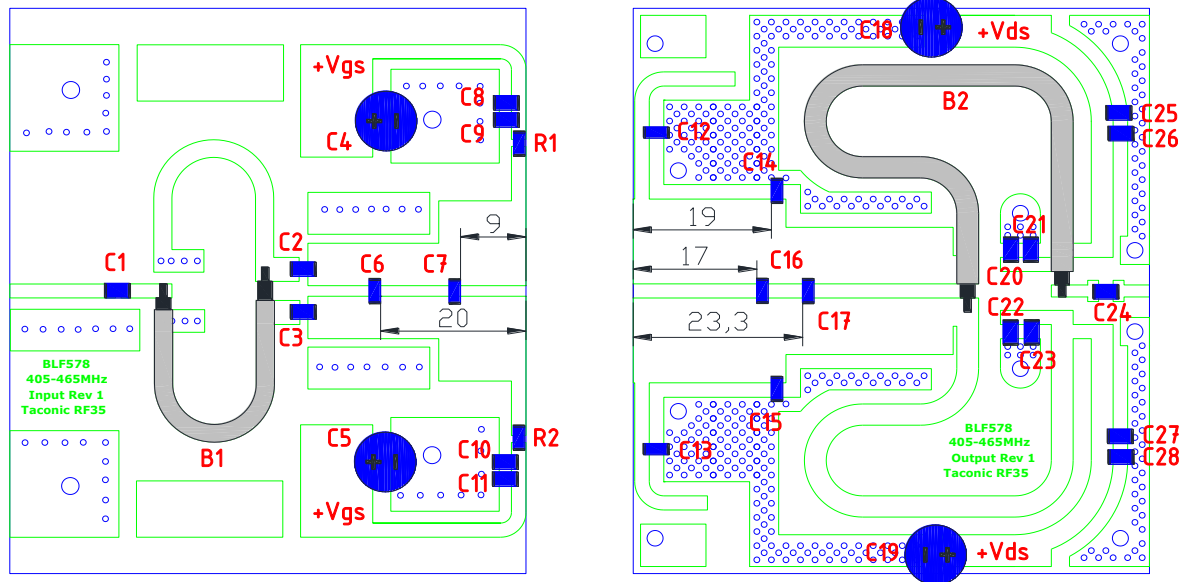 +Vgs
C8
C9
C4
R1
C2
C1
C6
C7
9
20
C3
BLF578
405-465MHz
Input Rev 1
Taconic RF35
B1
C5
R2
C10
C11
+Vgs
C18
+Vds
B2
C25
C26
C12
C14
19
17
C16
C21
C20
C22
C24
23,3
C17
C23
C15
C13
BLF578
405-465MHz
Output Rev 1
Taconic RF35
C27
C28
C19
+Vds